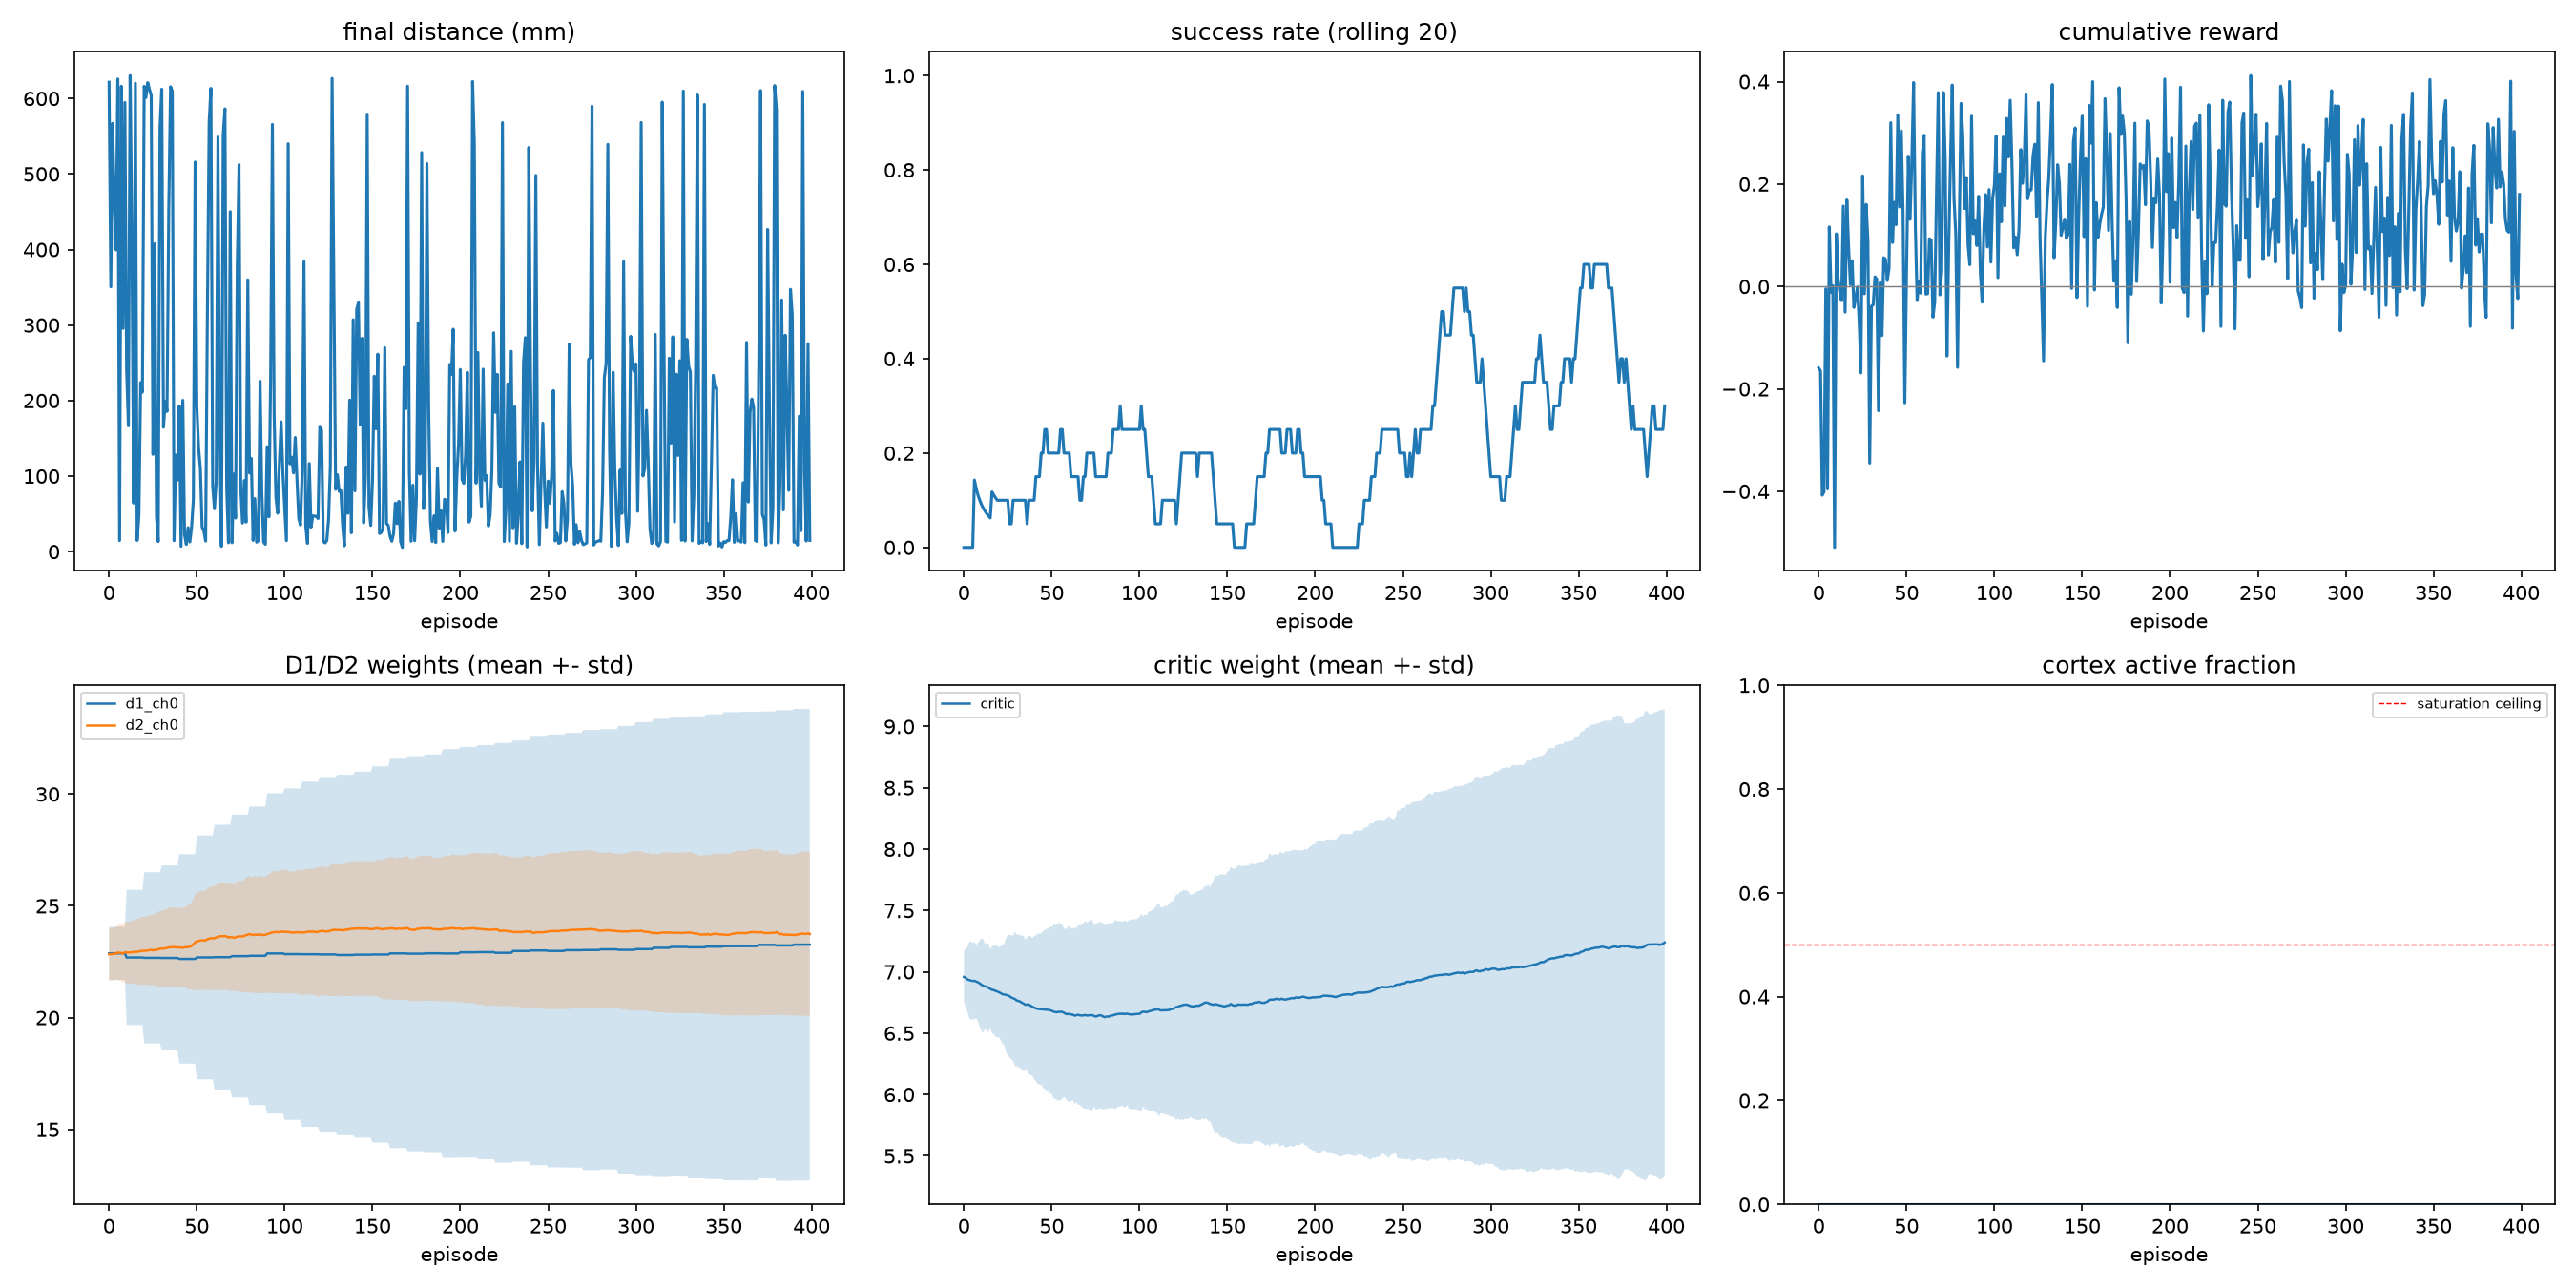 final distance (mm)
600
500
400
300
200
100
0
0 50 100 150 200 250 300 350 400
episode
success rate (rolling 20)
1.0
0.8
0.6
0.4
0.2
0.0
0 50 100 150 200 250 300 350 400
episode
cumulative reward
0.4
0.2
0.0
−0.2
−0.4
0 50 100 150 200 250 300 350 400
episode
D1/D2 weights (mean +- std)
d1_ch0
d2_ch0
30
25
20
15
0 50 100 150 200 250 300 350 400
episode
critic weight (mean +- std)
critic
9.0
8.5
8.0
7.5
7.0
6.5
6.0
5.5
0 50 100 150 200 250 300 350 400
episode
cortex active fraction
saturation ceiling
1.0
0.8
0.6
0.4
0.2
0.0
0 50 100 150 200 250 300 350 400
episode